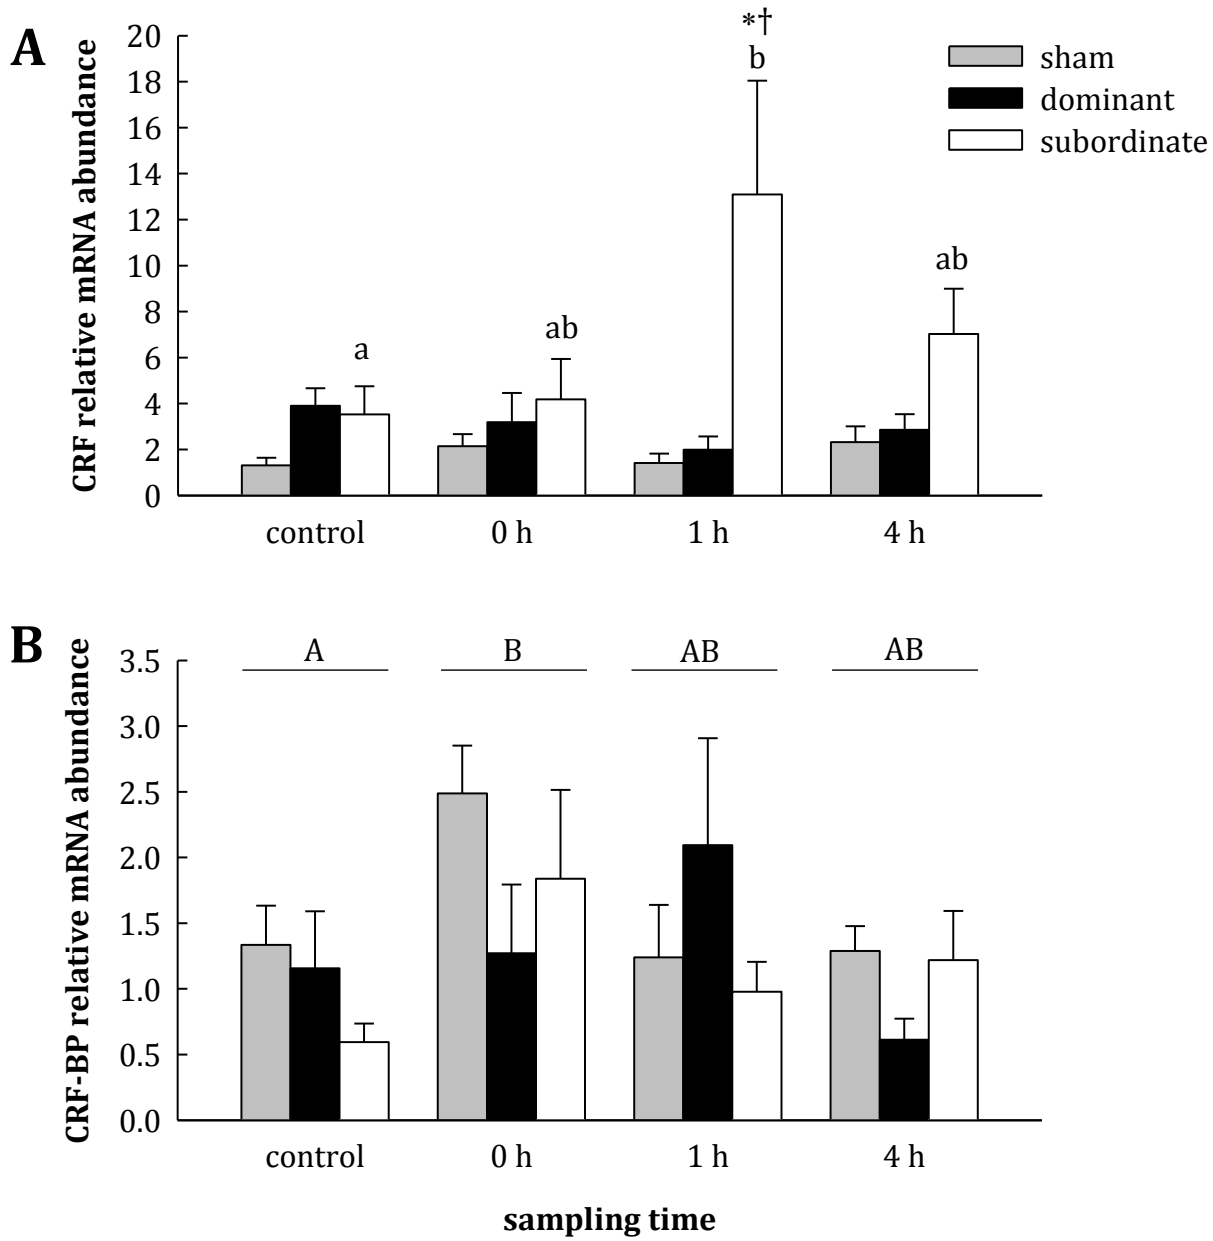 A
CRF relative mRNA abundance
20
18
16
14
12
10
8
6
4
2
0
a
ab
*†
b
ab
sham
dominant
subordinate
control
0 h
1 h
4 h
B
CRF-BP relative mRNA abundance
3.5
3.0
2.5
2.0
1.5
1.0
0.5
0.0
A
B
AB
AB
control
0 h
1 h
4 h
sampling time